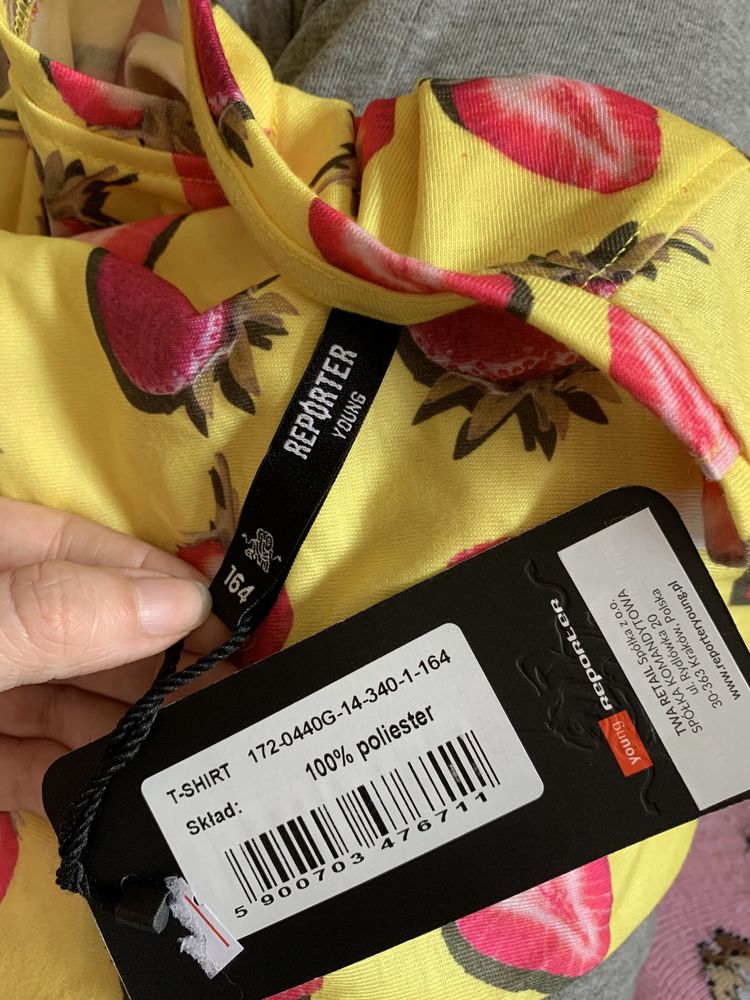 REPØRTER
YOUNG
164
T-SHIRT 172-0440G-14-340-1-164
Skład: 100% poliester
5 900703 476711
young Reporter
TWA RETAIL Spółka z o.o.
SPÓŁKA KOMANDYTOWA
ul. Rydlówka 20
30-363 Kraków, Polska
www.reporteryoung.pl